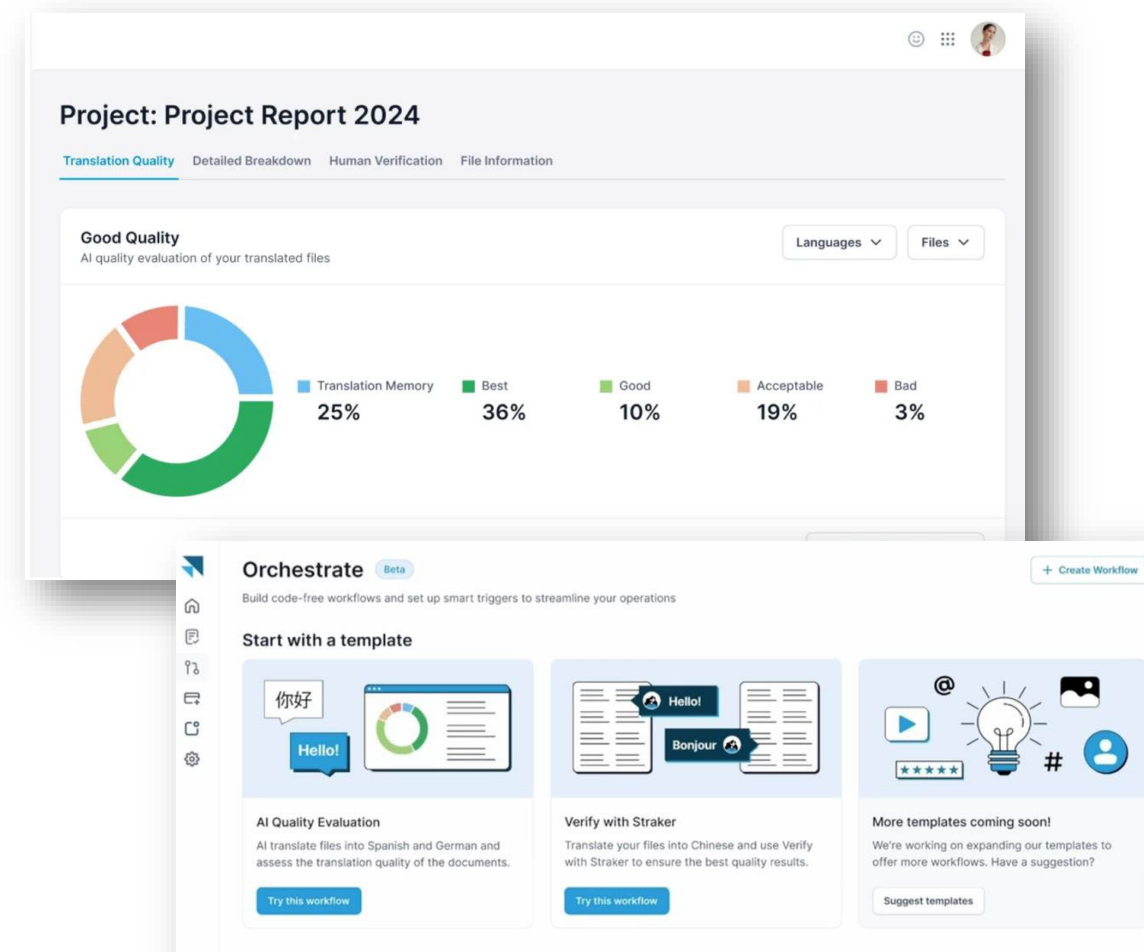 Project: Project Report 2024
Translation Quality Detailed Breakdown Human Verification File Information
Good Quality
AI quality evaluation of your translated files
Languages
Files
Translation Memory
25%
Best
36%
Good
10%
Acceptable
19%
Bad
3%
Orchestrate
Beta
+ Create Workflow
Build code-free workflows and set up smart triggers to streamline your operations
Start with a template
你好
Hello!
AI Quality Evaluation
AI translate files into Spanish and German and
assess the translation quality of the documents.
Try this workflow
Hello!
Bonjour
Verify with Straker
Translate your files into Chinese and use Verify
with Straker to ensure the best quality results.
Try this workflow
@
#
*****
More templates coming soon!
We're working on expanding our templates to
offer more workflows. Have a suggestion?
Suggest templates